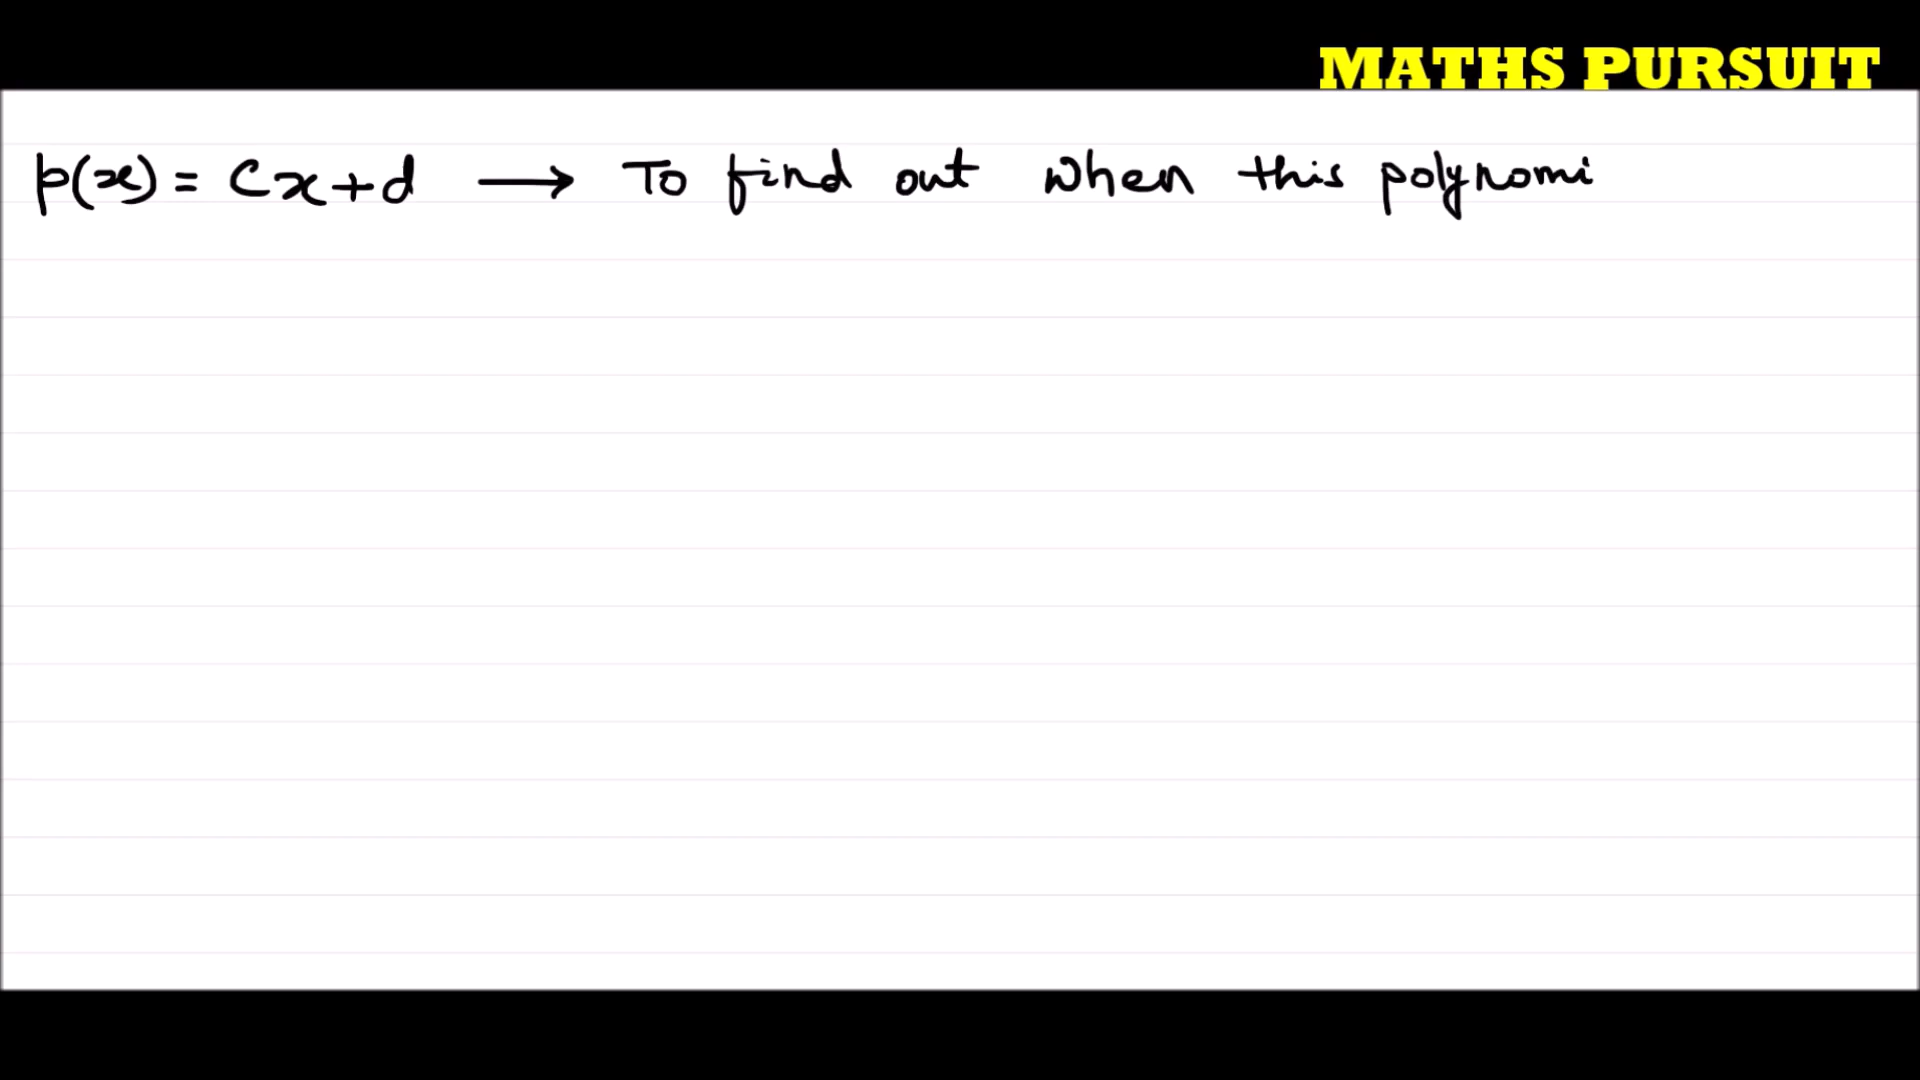 MATHS PURSUIT
p(x) = cx+d → To find out when this polynomi